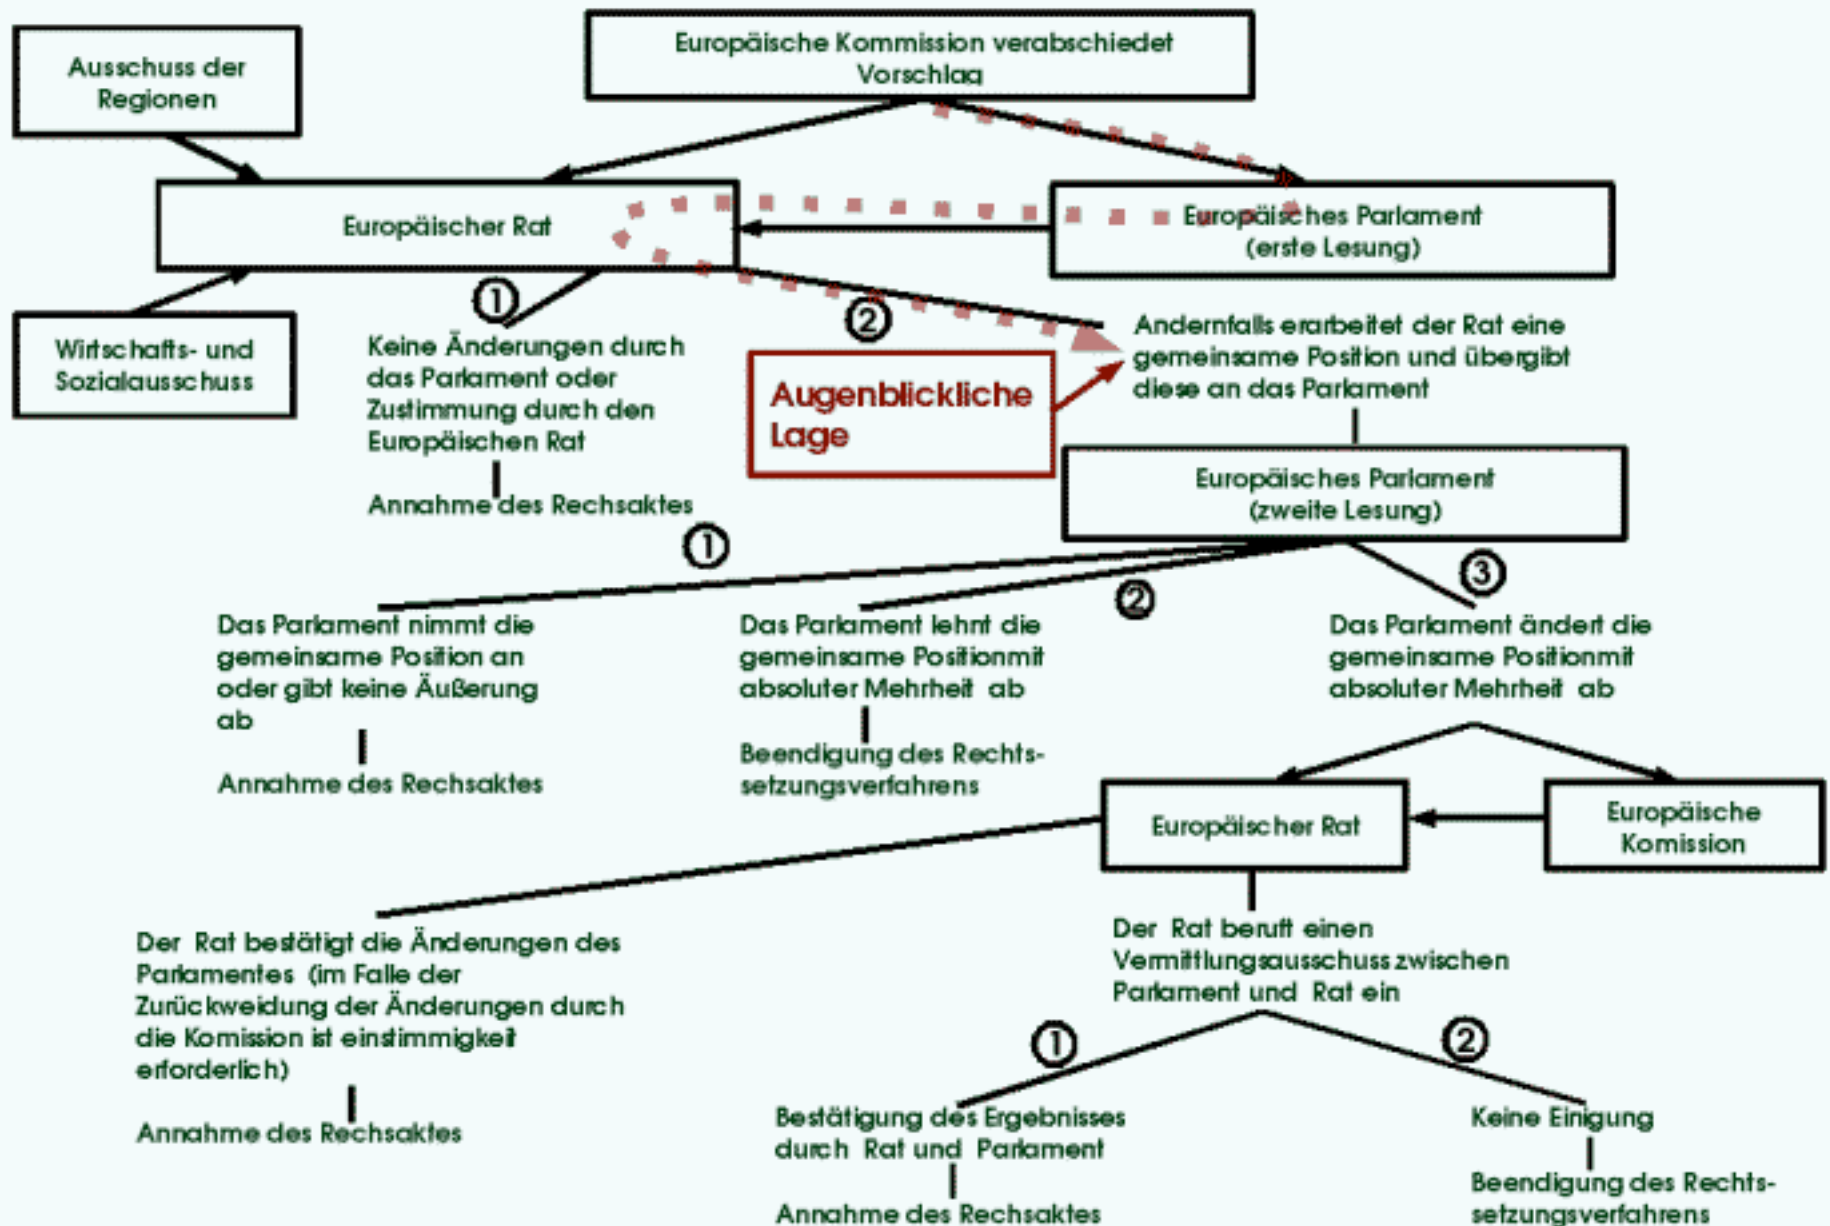 Ausschuss der
Regionen
Europäische Kommission verabschiedet
Vorschlag
Europäischer Rat
Europäisches Parlament
(erste Lesung)
Wirtschafts- und
Sozialausschuss
1
Keine Änderungen durch
das Parlament oder
Zustimmung durch den
Europäischen Rat
Annahme des Rechsaktes
2
Augenblickliche
Lage
Andernfalls erarbeitet der Rat eine
gemeinsame Position und übergibt
diese an das Parlament
Europäisches Parlament
(zweite Lesung)
1
Das Parlament nimmt die
gemeinsame Position an
oder gibt keine Äußerung
ab
Annahme des Rechsaktes
2
Das Parlament lehnt die
gemeinsame Positionmit
absoluter Mehrheit ab
Beendigung des Rechts-
setzungsverfahrens
3
Das Parlament ändert die
gemeinsame Positionmit
absoluter Mehrheit ab
Europäischer Rat
Europäische
Komission
Der Rat bestätigt die Änderungen des
Parlamentes (im Falle der
Zurückweidung der Änderungen durch
die Komission ist einstimmigkeit
erforderlich)
Annahme des Rechsaktes
Der Rat beruft einen
Vermittlungsausschuss zwischen
Parlament und Rat ein
1
Bestätigung des Ergebnisses
durch Rat und Parlament
Annahme des Rechsaktes
2
Keine Einigung
Beendigung des Rechts-
setzungsverfahrens